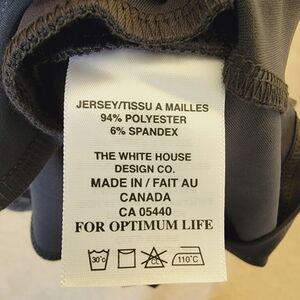 JERSEY/TISSU A MAILLES
94% POLYESTER
6% SPANDEX
THE WHITE HOUSE
DESIGN CO.
MADE IN / FAIT AU
CANADA
CA 05440
FOR OPTIMUM LIFE
30°c CL 110°C